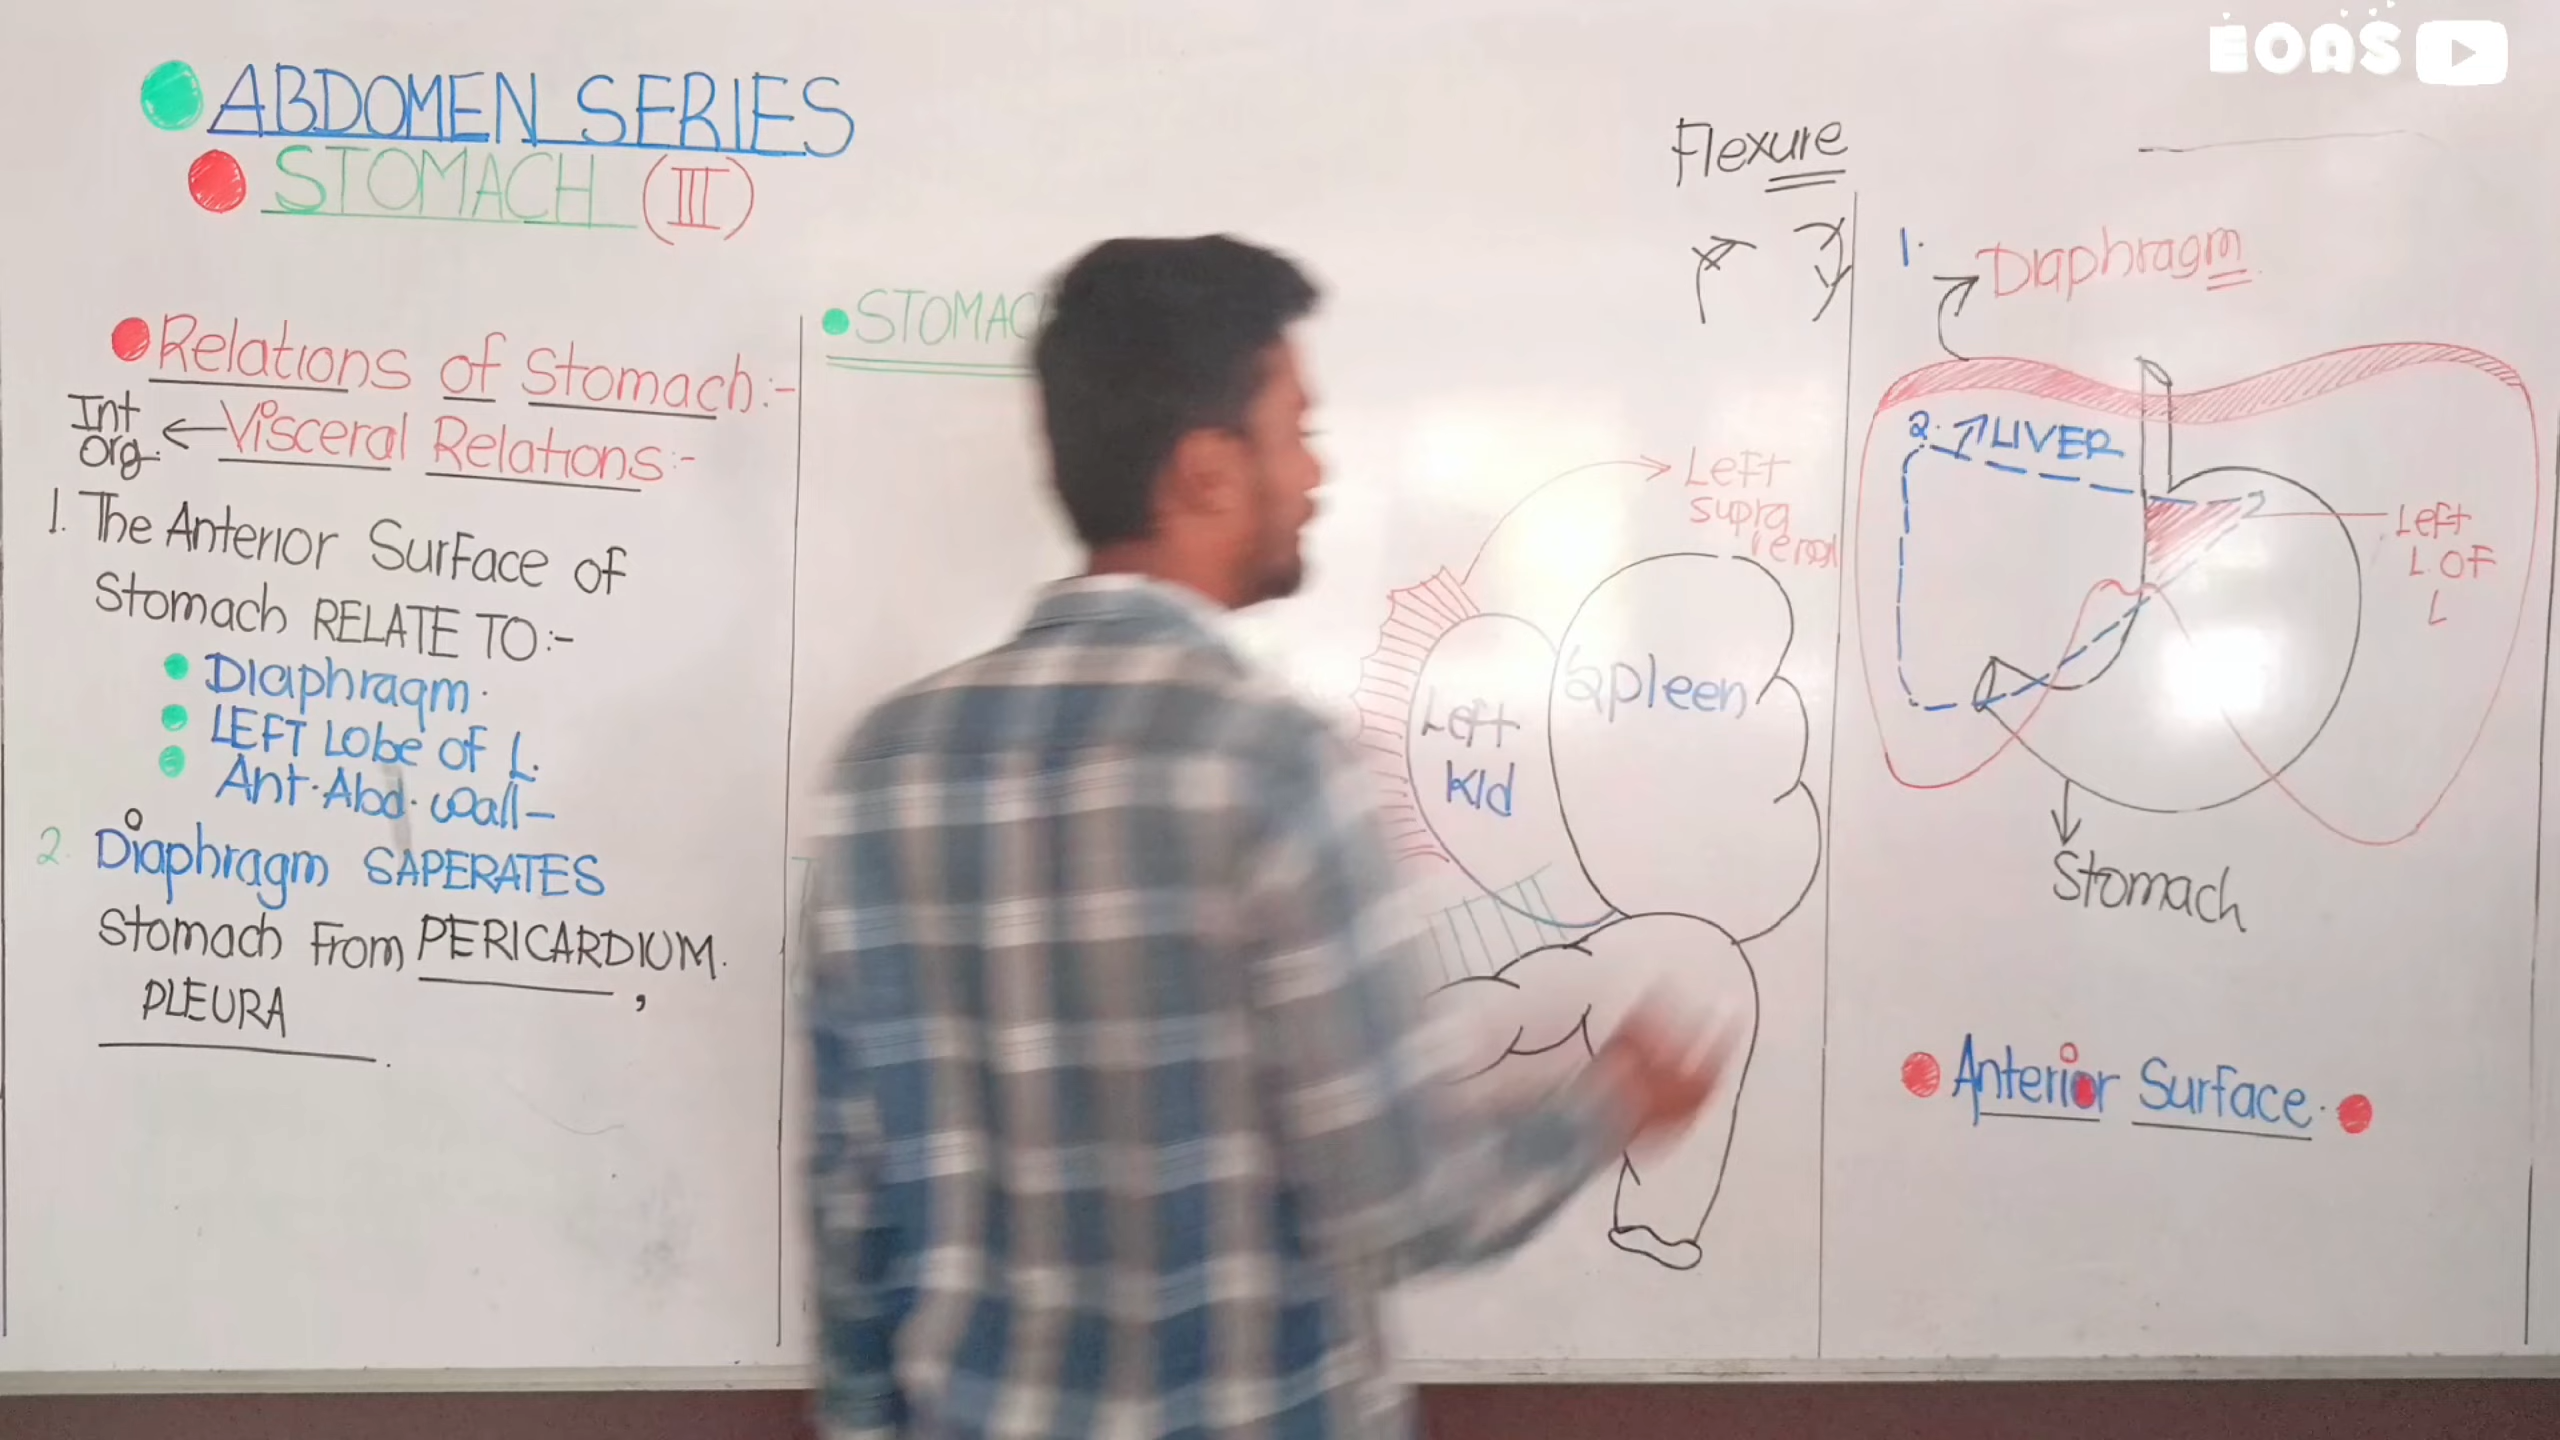 EOAS
ABDOMEN SERIES
STOMACH (III)
Relations of Stomach:-
Int
org.
Visceral Relations:-
1. The Anterior Surface of
Stomach RELATE TO:-
Diaphragm.
LEFT Lobe of L.
Ant. Abd. wall-
2. Diaphragm SAPERATES
Stomach From PERICARDIUM.
PLEURA ,
Flexure
Left
supra
renal
Left
Kid
Spleen
1.
Diaphragm
2. LIVER
Left
L. OF
L
Stomach
Anterior Surface.